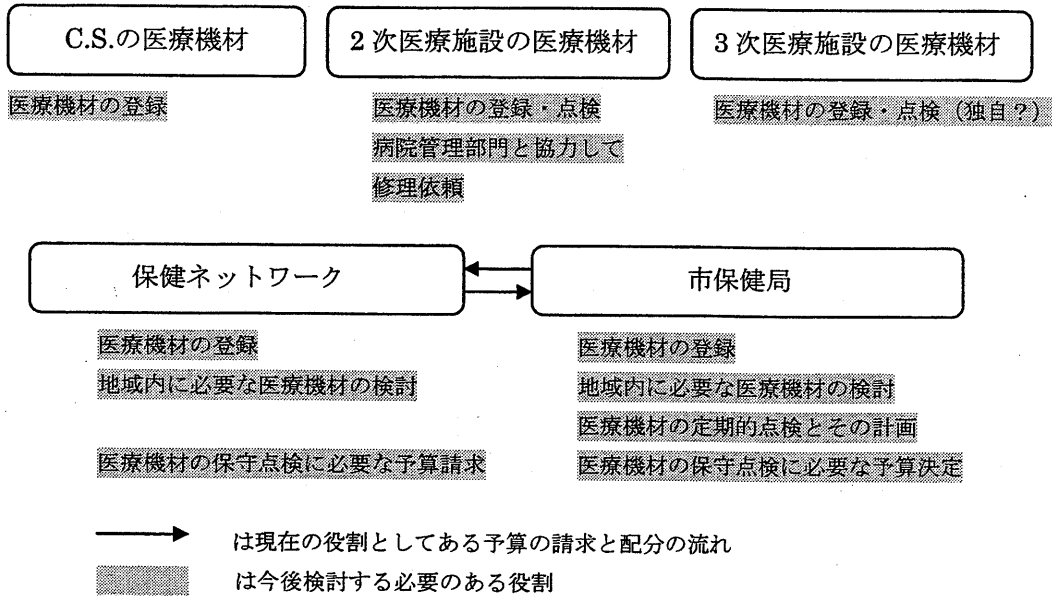 C.S.の医療機材
2次医療施設の医療機材
3次医療施設の医療機材
医療機材の登録
医療機材の登録・点検
病院管理部門と協力して
修理依頼
医療機材の登録・点検(独自?)
保健ネットワーク
市保健局
医療機材の登録
地域内に必要な医療機材の検討
医療機材の保守点検に必要な予算請求
医療機材の登録
地域内に必要な医療機材の検討
医療機材の定期的点検とその計画
医療機材の保守点検に必要な予算決定
は現在の役割としてある予算の請求と配分の流れ
は今後検討する必要のある役割